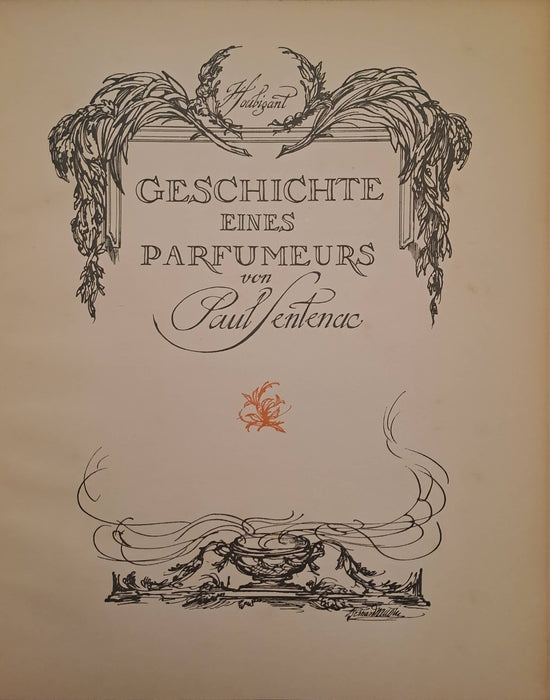 Houbigant
GESCHICHTE
EINES
PARFUMEURS
von
Paul Sentenac